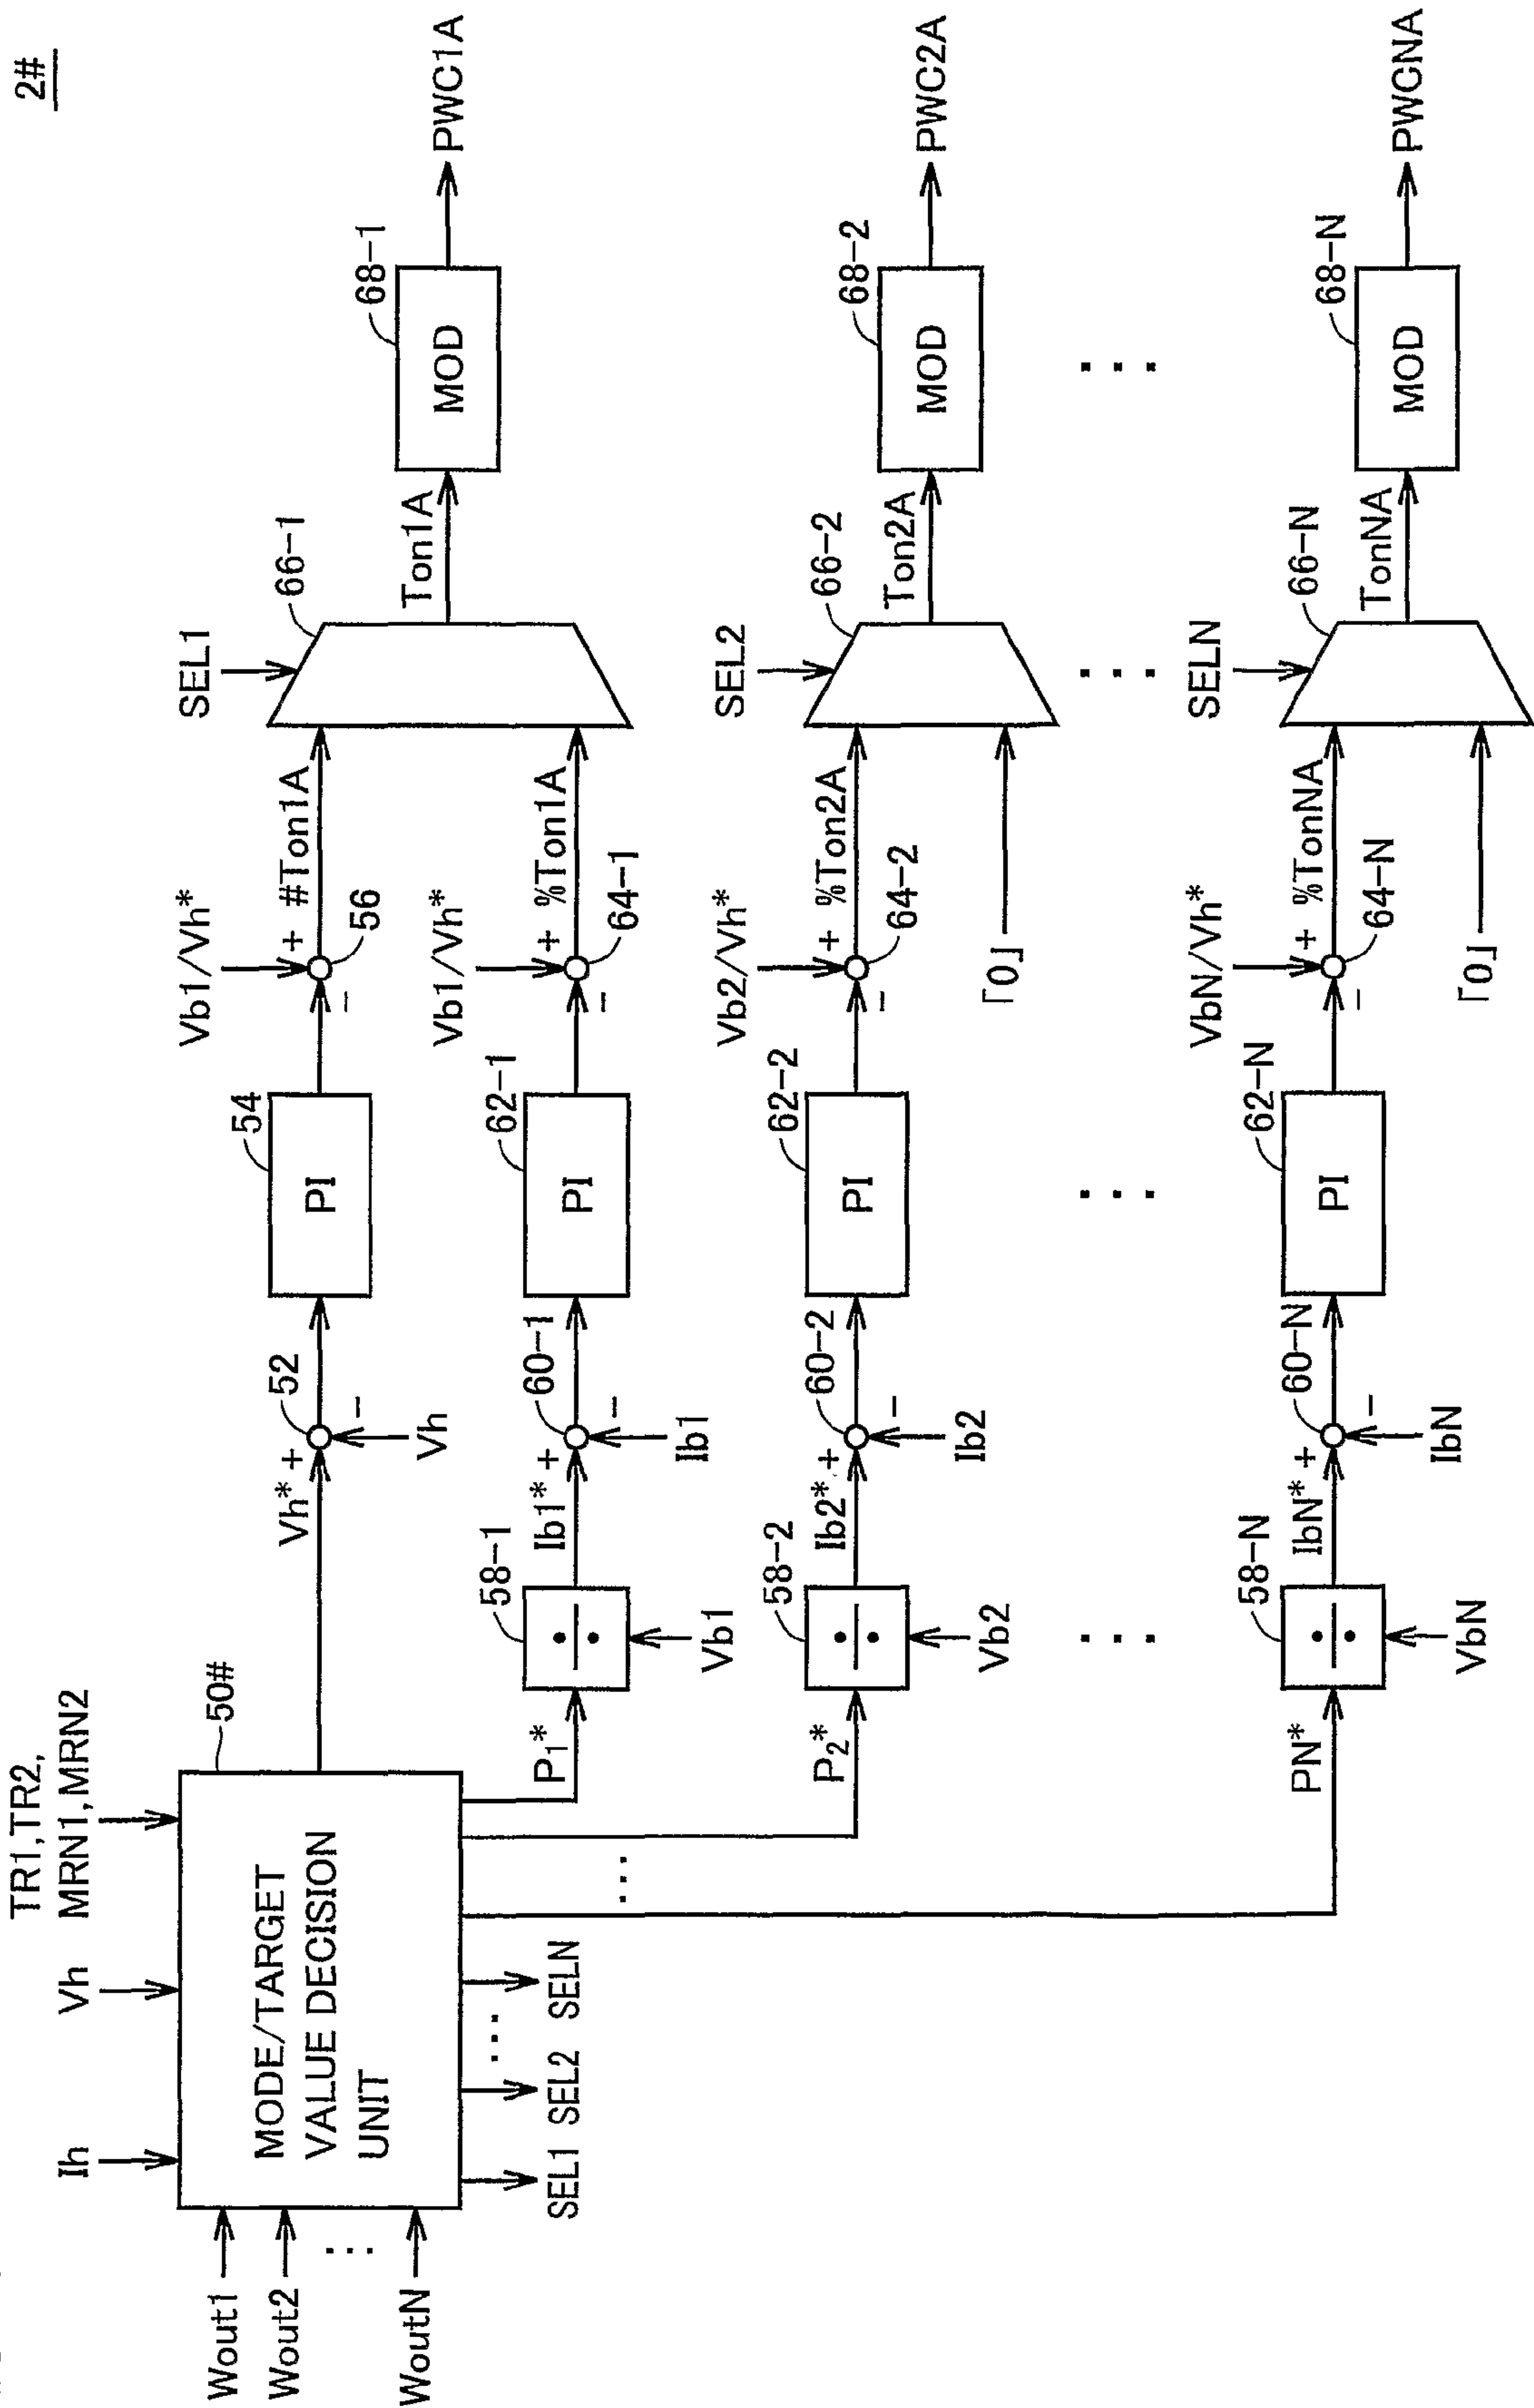 2#
TR1,TR2,
MRN1,MRN2
Vh
Ih
50#
MODE/TARGET
VALUE DECISION
UNIT
Wout1
Wout2
...
WoutN
SEL1 SEL2 ... SELN
Vh* +
52
-
Vh
54
PI
Vb1/Vh*
+
-
56
#Ton1A
P1*
58-1
÷
Vb1
Ib1* +
60-1
-
Ib1
62-1
PI
Vb1/Vh*
+
-
64-1
%Ton1A
SEL1
66-1
Ton1A
68-1
MOD
PWC1A
...
P2*
58-2
÷
Vb2
Ib2* +
60-2
-
Ib2
62-2
PI
Vb2/Vh*
+
-
64-2
%Ton2A
「0」
SEL2
66-2
Ton2A
68-2
MOD
PWC2A
... ... ... ...
PN*
58-N
÷
VbN
IbN* +
60-N
-
IbN
62-N
PI
VbN/Vh*
+
-
64-N
%TonNA
「0」
SELN
66-N
TonNA
68-N
MOD
PWCNA